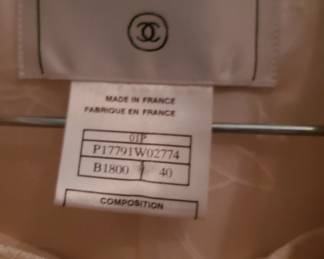 MADE IN FRANCE
FABRIQUE EN FRANCE
01P
P17791W02774
B1800 40
COMPOSITION